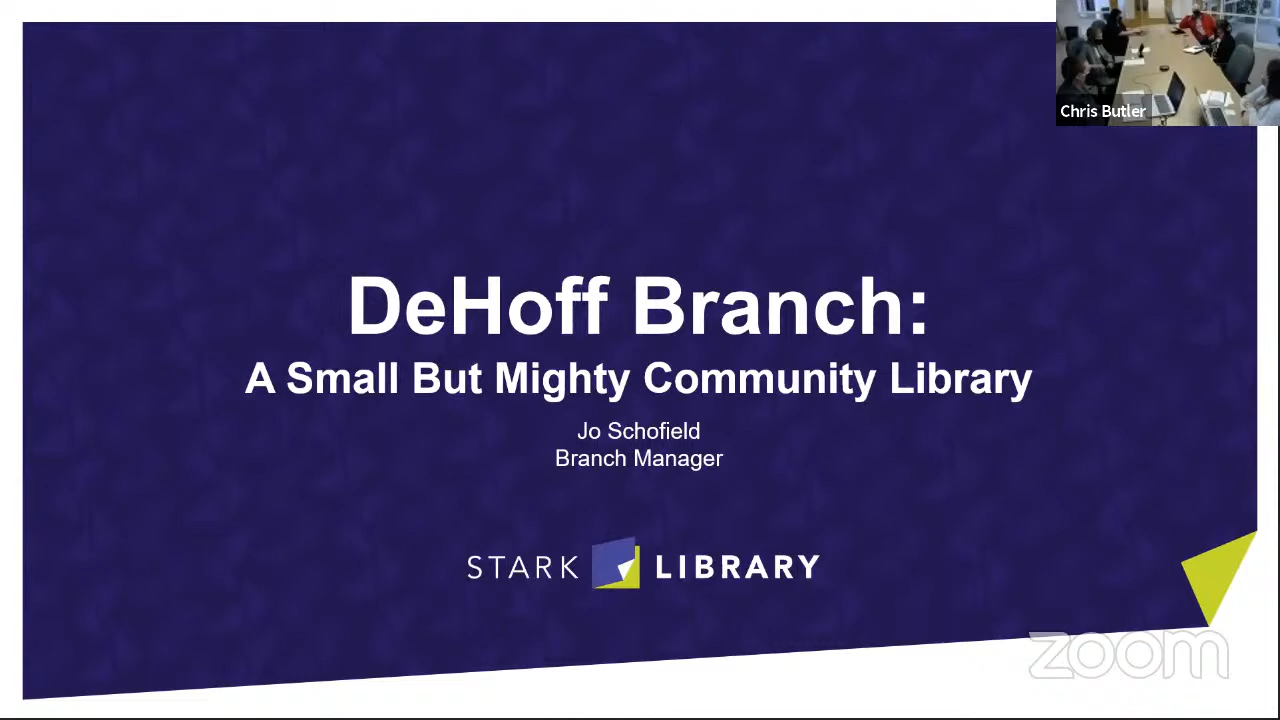 Chris Butler
DeHoff Branch:
A Small But Mighty Community Library
Jo Schofield
Branch Manager
STARK LIBRARY
zoom